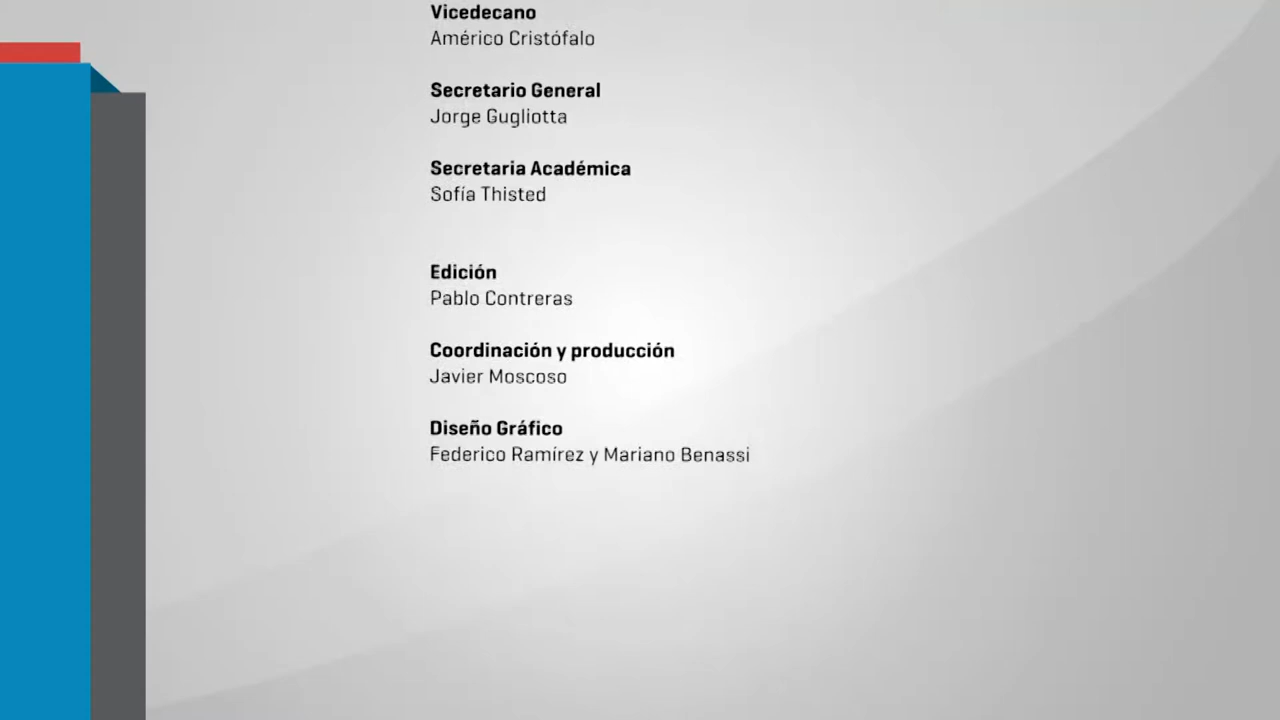 Vicedecano
Américo Cristófalo
Secretario General
Jorge Gugliotta
Secretaria Académica
Sofía Thisted
Edición
Pablo Contreras
Coordinación y producción
Javier Moscoso
Diseño Gráfico
Federico Ramírez y Mariano Benassi